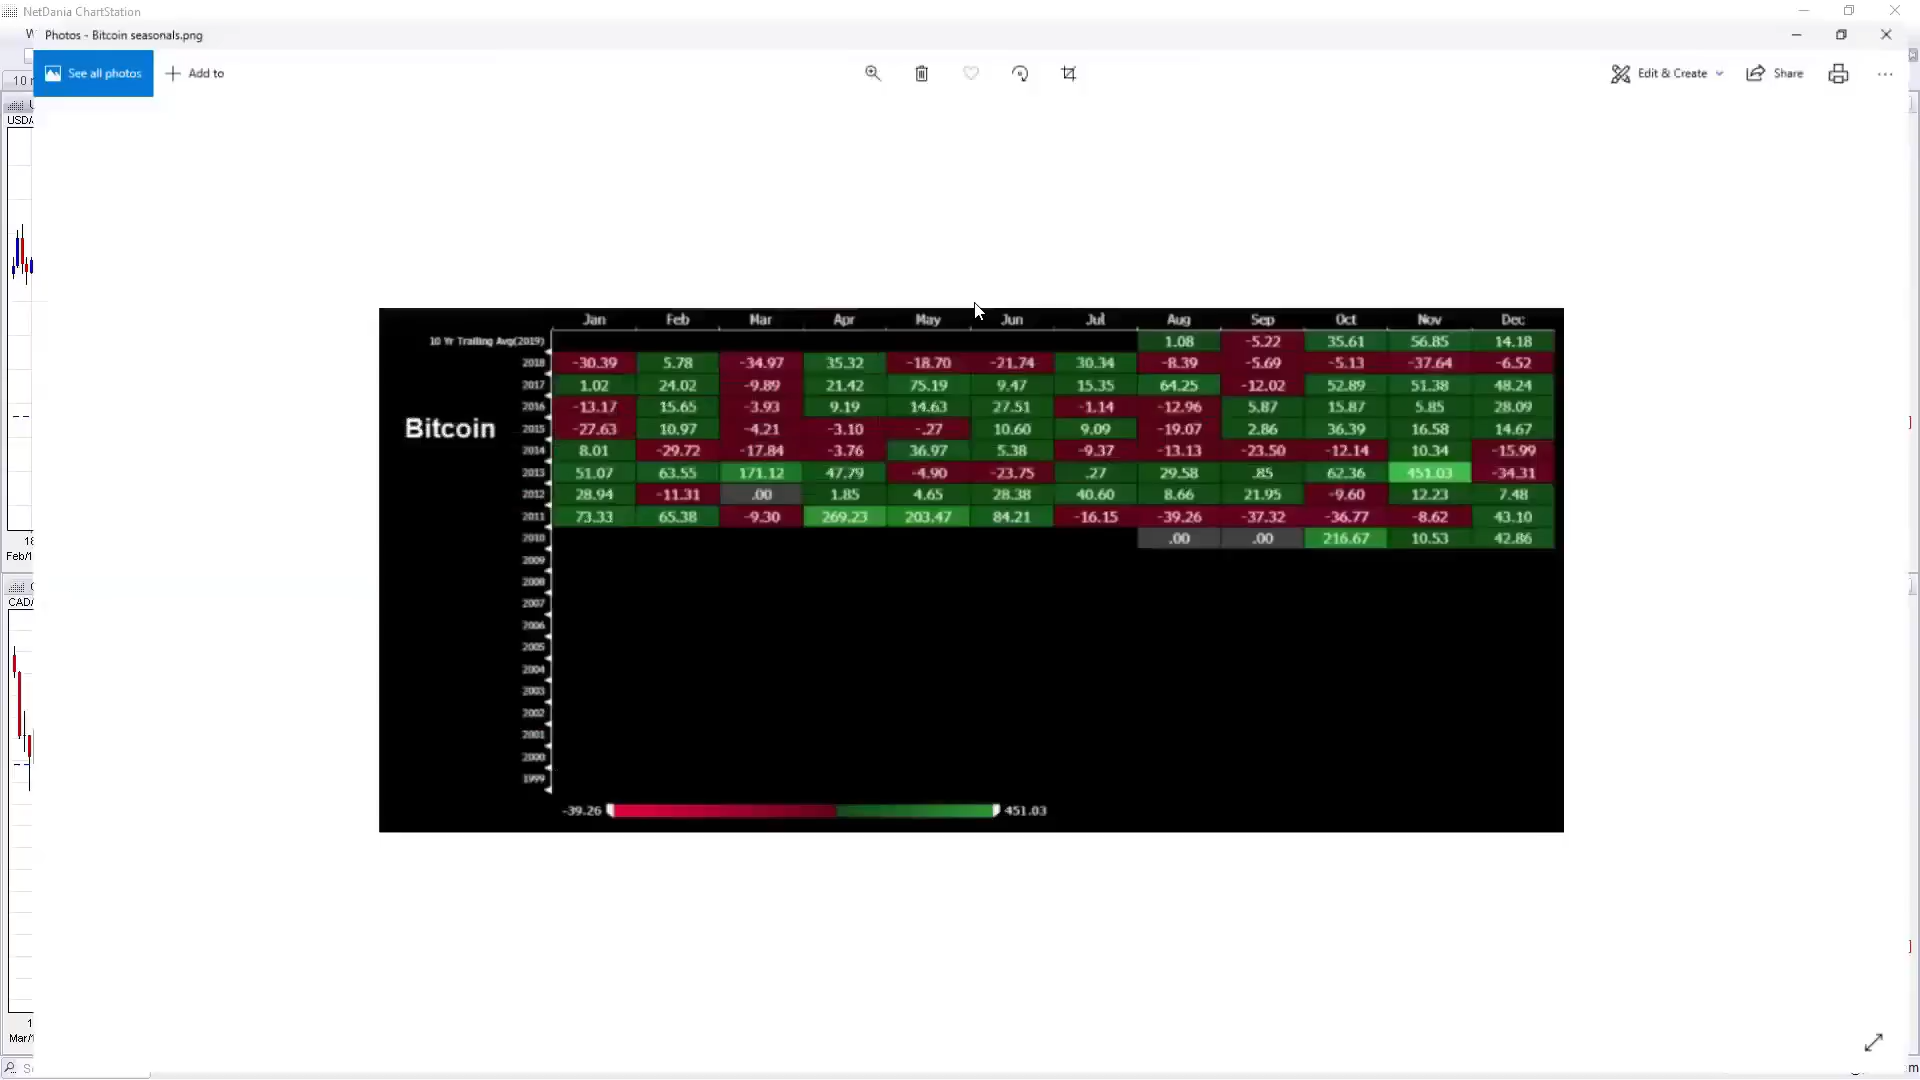 NetDania ChartStation
Photos - Bitcoin seasonals.png
See all photos
Add to
Edit & Create
Share
10
USD/
Feb/1
CAD/
Mar/1
Jan Feb Mar Apr May Jun Jul Aug Sep Oct Nov Dec
10 Yr Trailing Avg(2019) 1.08 -5.22 35.61 56.85 14.18
2018 -30.39 5.78 -34.97 35.32 -18.70 -21.74 30.34 -8.39 -5.69 -5.13 -37.64 -6.52
2017 1.02 24.02 -9.89 21.42 75.19 9.47 15.35 64.25 -12.02 52.89 51.38 48.24
2016 -13.17 15.65 -3.93 9.19 14.63 27.51 -1.14 -12.96 5.87 15.87 5.85 28.09
Bitcoin
2015 -27.63 10.97 -4.21 -3.10 -.27 10.60 9.09 -19.07 2.86 36.39 16.58 14.67
2014 8.01 -29.72 -17.84 -3.76 36.97 5.38 -9.37 -13.13 -23.50 -12.14 10.34 -15.99
2013 51.07 63.55 171.12 47.79 -4.90 -23.75 .27 29.58 .85 62.36 451.03 -34.31
2012 28.94 -11.31 .00 1.85 4.65 28.38 40.60 8.66 21.95 -9.60 12.23 7.48
2011 73.33 65.38 -9.30 269.23 203.47 84.21 -16.15 -39.26 -37.32 -36.77 -8.62 43.10
2010 .00 .00 216.67 10.53 42.86
2009
2008
2007
2006
2005
2004
2003
2002
2001
2000
1999
-39.26 451.03